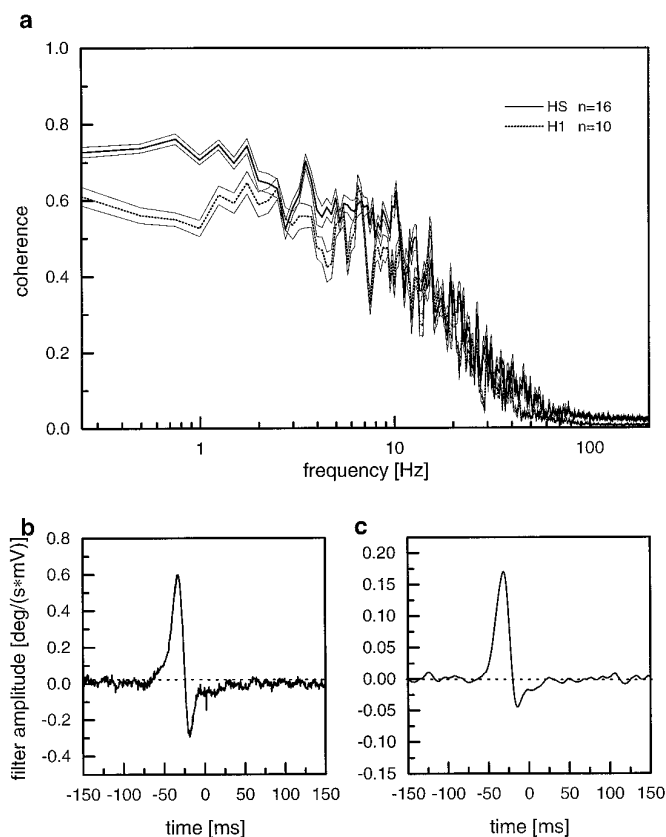 a
1.0
0.8
0.6
0.4
0.2
0.0
coherence
HS n=16
H1 n=10
1
10
100
frequency [Hz]
b
0.8
0.6
0.4
0.2
0.0
-0.2
-0.4
filter amplitude [deg/(s*mV)]
-150 -100 -50 0 50 100 150
time [ms]
c
0.20
0.15
0.10
0.05
0.00
-0.05
-0.10
-0.15
-150 -100 -50 0 50 100 150
time [ms]